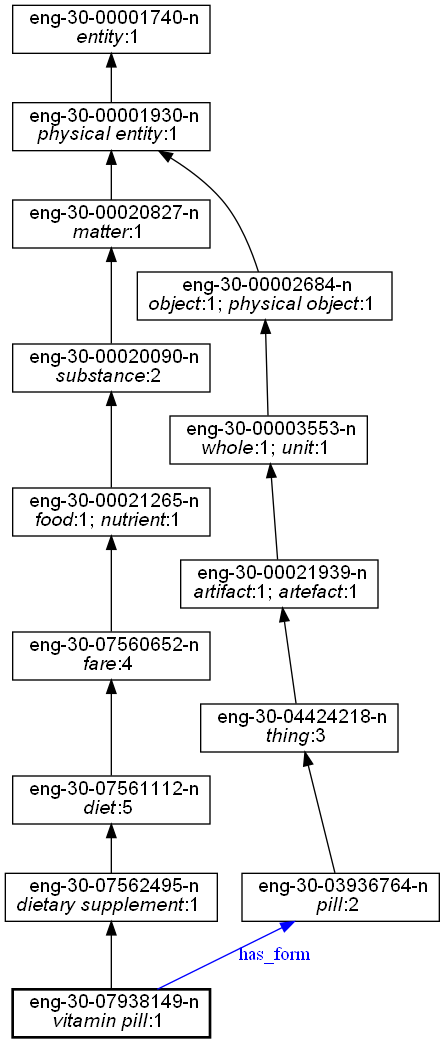 eng-30-00001740-n
entity:1
eng-30-00001930-n
physical entity:1
eng-30-00020827-n
matter:1
eng-30-00002684-n
object:1; physical object:1
eng-30-00020090-n
substance:2
eng-30-00003553-n
whole:1; unit:1
eng-30-00021265-n
food:1; nutrient:1
eng-30-00021939-n
artifact:1; artefact:1
eng-30-07560652-n
fare:4
eng-30-04424218-n
thing:3
eng-30-07561112-n
diet:5
eng-30-07562495-n
dietary supplement:1
eng-30-03936764-n
pill:2
has_form
eng-30-07938149-n
vitamin pill:1